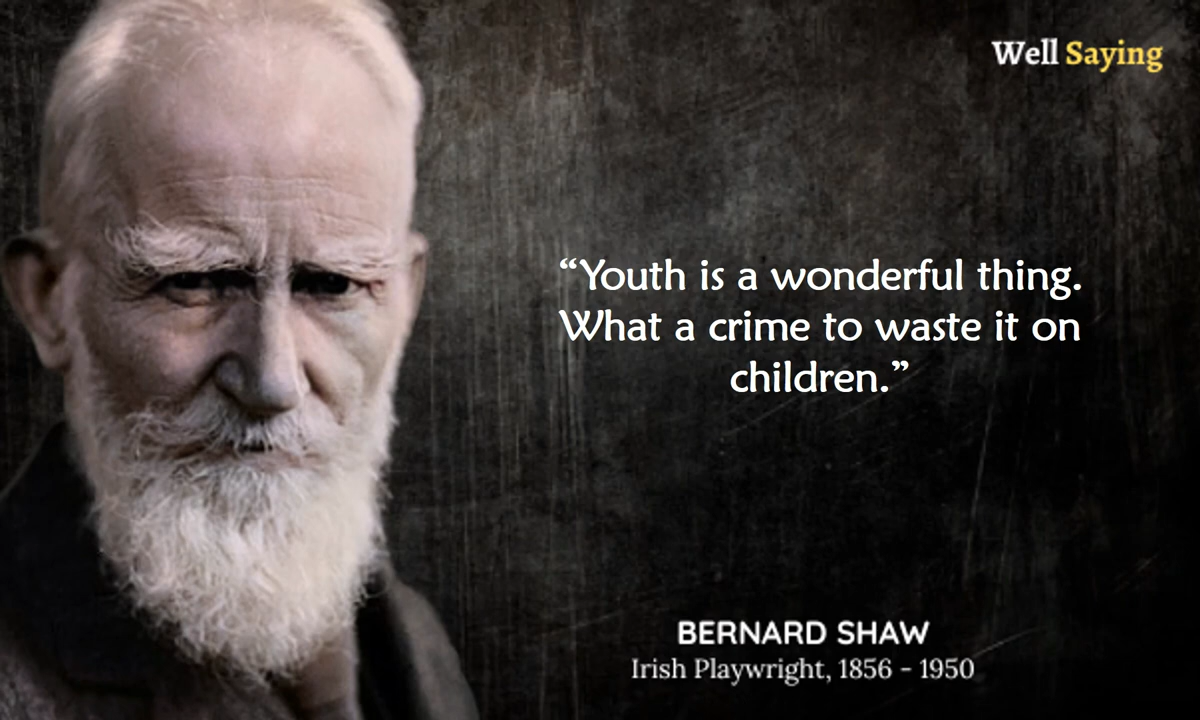 Well Saying
“Youth is a wonderful thing.
What a crime to waste it on
children.”
BERNARD SHAW
Irish Playwright, 1856 - 1950